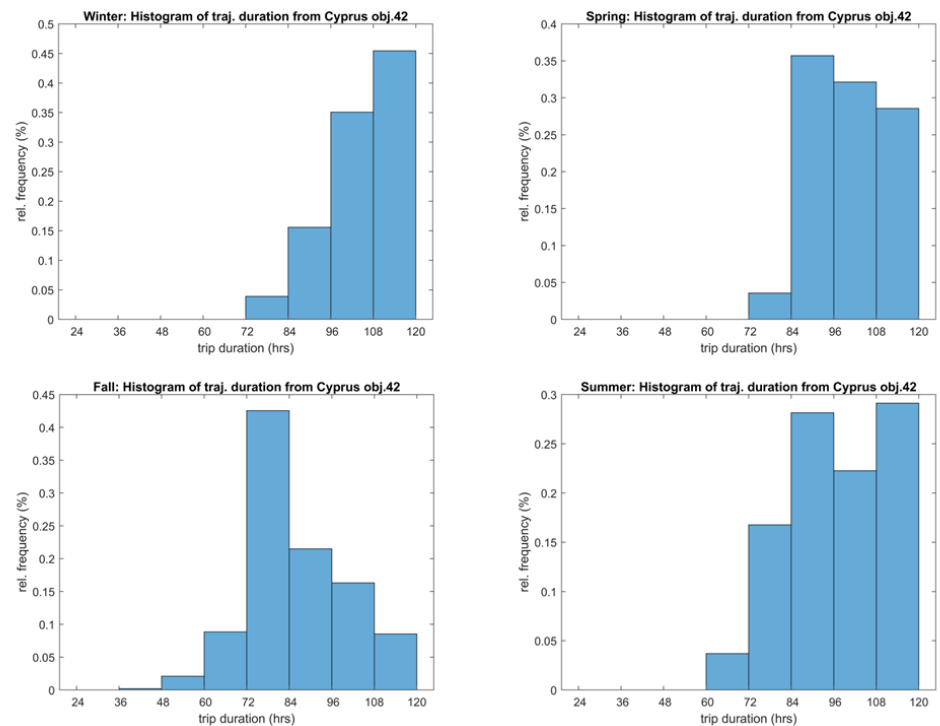 Winter: Histogram of traj. duration from Cyprus obj.42
0.5
0.45
0.4
0.35
0.3
0.25
0.2
0.15
0.1
0.05
0
rel. frequency (%)
24 36 48 60 72 84 96 108 120
trip duration (hrs)
Spring: Histogram of traj. duration from Cyprus obj.42
0.4
0.35
0.3
0.25
0.2
0.15
0.1
0.05
0
rel. frequency (%)
24 36 48 60 72 84 96 108 120
trip duration (hrs)
Fall: Histogram of traj. duration from Cyprus obj.42
0.45
0.4
0.35
0.3
0.25
0.2
0.15
0.1
0.05
0
rel. frequency (%)
24 36 48 60 72 84 96 108 120
trip duration (hrs)
Summer: Histogram of traj. duration from Cyprus obj.42
0.3
0.25
0.2
0.15
0.1
0.05
0
rel. frequency (%)
24 36 48 60 72 84 96 108 120
trip duration (hrs)